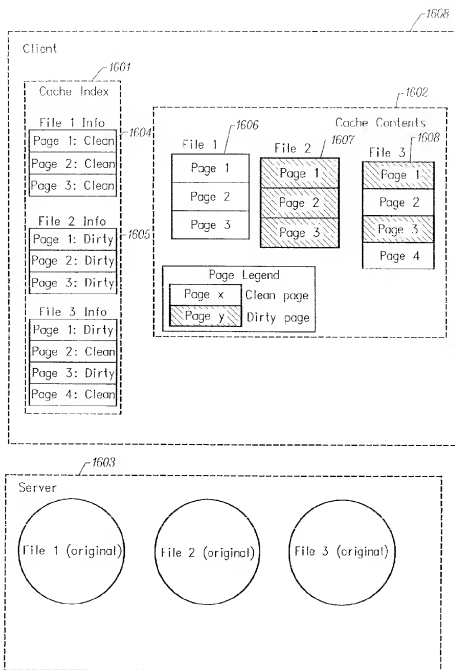 1608
Client
1601
Cache Index
File 1 Info
1604
Page 1: Clean
Page 2: Clean
Page 3: Clean
File 2 Info
1605
Page 1: Dirty
Page 2: Dirty
Page 3: Dirty
File 3 Info
Page 1: Dirty
Page 2: Clean
Page 3: Dirty
Page 4: Clean
1602
Cache Contents
File 1
1606
Page 1
Page 2
Page 3
File 2
1607
Page 1
Page 2
Page 3
File 3
1608
Page 1
Page 2
Page 3
Page 4
Page Legend
Page x
Clean page
Page y
Dirty page
1603
Server
File 1 (original)
File 2 (original)
File 3 (original)